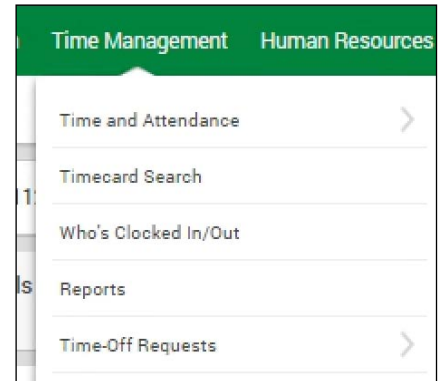 Time Management Human Resources
Time and Attendance
Timecard Search
Who's Clocked In/Out
Reports
Time-Off Requests